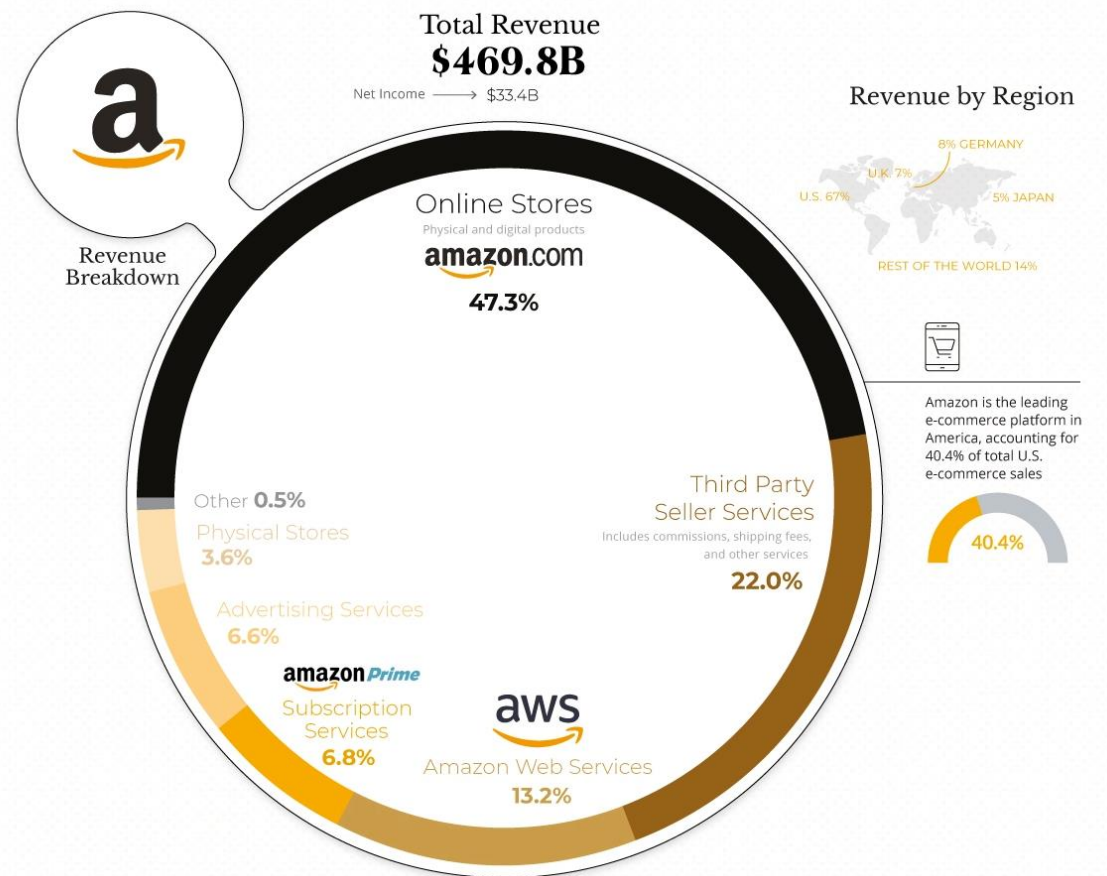 Total Revenue
$469.8B
Net Income
$33.4B
a
Revenue
Breakdown
Revenue by Region
8% GERMANY
U.K. 7%
U.S. 67%
5% JAPAN
REST OF THE WORLD 14%
Online Stores
Physical and digital products
amazon.com
47.3%
Amazon is the leading
e-commerce platform in
America, accounting for
40.4% of total U.S.
e-commerce sales
40.4%
Third Party
Seller Services
Includes commissions, shipping fees,
and other services
22.0%
Other 0.5%
Physical Stores
3.6%
Advertising Services
6.6%
amazon Prime
Subscription
Services
6.8%
aws
Amazon Web Services
13.2%